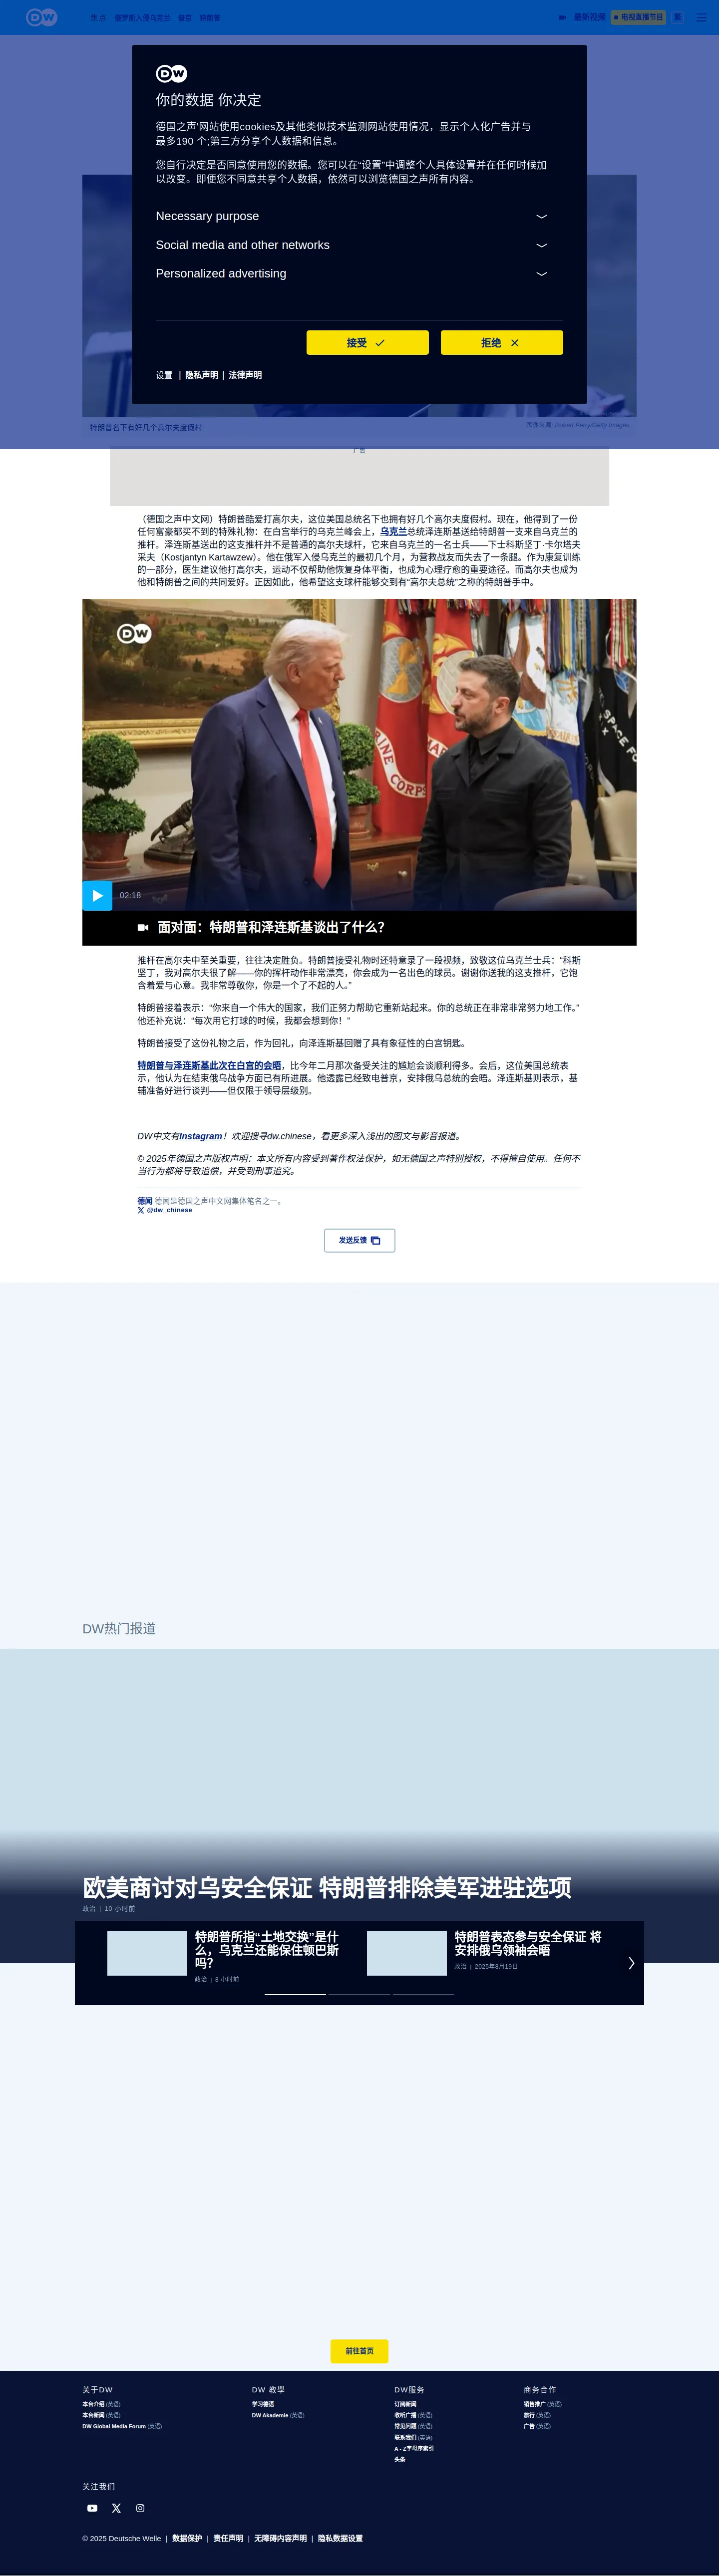 DW
热点 俄罗斯入侵乌克兰 普京 特朗普
最新视频 电视直播节目 繁
DW
你的数据 你决定
德国之声'网站使用cookies及其他类似技术监测网站使用情况，显示个人化广告并与
最多190 个;第三方分享个人数据和信息。
您自行决定是否同意使用您的数据。您可以在"设置"中调整个人具体设置并在任何时候加
以改变。即便您不同意共享个人数据，依然可以浏览德国之声所有内容。
Necessary purpose
Social media and other networks
Personalized advertising
接受
拒绝
设置 | 隐私声明 | 法律声明
特朗普名下有好几个高尔夫度假村
图像来源: Robert Perry/Getty Images
广告
（德国之声中文网）特朗普酷爱打高尔夫，这位美国总统名下也拥有好几个高尔夫度假村。现在，他得到了一份
任何富豪都买不到的特殊礼物：在白宫举行的乌克兰峰会上，乌克兰总统泽连斯基送给特朗普一支来自乌克兰的
推杆。泽连斯基送出的这支推杆并不是普通的高尔夫球杆，它来自乌克兰的一名士兵——下士科斯坚丁·卡尔塔夫
采夫（Kostjantyn Kartawzew）。他在俄军入侵乌克兰的最初几个月时，为营救战友而失去了一条腿。作为康复训练
的一部分，医生建议他打高尔夫，运动不仅帮助他恢复身体平衡，也成为心理疗愈的重要途径。而高尔夫也成为
他和特朗普之间的共同爱好。正因如此，他希望这支球杆能够交到有“高尔夫总统”之称的特朗普手中。
DW
02:18
面对面：特朗普和泽连斯基谈出了什么？
推杆在高尔夫中至关重要，往往决定胜负。特朗普接受礼物时还特意录了一段视频，致敬这位乌克兰士兵：“科斯
坚丁，我对高尔夫很了解——你的挥杆动作非常漂亮，你会成为一名出色的球员。谢谢你送我的这支推杆，它饱
含着爱与心意。我非常尊敬你，你是一个了不起的人。”
特朗普接着表示：“你来自一个伟大的国家，我们正努力帮助它重新站起来。你的总统正在非常非常努力地工作。”
他还补充说：“每次用它打球的时候，我都会想到你！”
特朗普接受了这份礼物之后，作为回礼，向泽连斯基回赠了具有象征性的白宫钥匙。
特朗普与泽连斯基此次在白宫的会晤，比今年二月那次备受关注的尴尬会谈顺利得多。会后，这位美国总统表
示，他认为在结束俄乌战争方面已有所进展。他透露已经致电普京，安排俄乌总统的会晤。泽连斯基则表示，基
辅准备好进行谈判——但仅限于领导层级别。
DW中文有Instagram！欢迎搜寻dw.chinese，看更多深入浅出的图文与影音报道。
© 2025年德国之声版权声明：本文所有内容受到著作权法保护，如无德国之声特别授权，不得擅自使用。任何不
当行为都将导致追偿，并受到刑事追究。
德闻 德闻是德国之声中文网集体笔名之一。
@dw_chinese
发送反馈
DW热门报道
欧美商讨对乌安全保证 特朗普排除美军进驻选项
政治 | 10 小时前
特朗普所指“土地交换”是什
么，乌克兰还能保住顿巴斯
吗？
政治 | 8 小时前
特朗普表态参与安全保证 将
安排俄乌领袖会晤
政治 | 2025年8月19日
前往首页
关于DW
本台介绍 (英语)
本台新闻 (英语)
DW Global Media Forum (英语)
DW 教學
学习德语
DW Akademie (英语)
DW服务
订阅新闻
收听广播 (英语)
常见问题 (英语)
联系我们 (英语)
A - Z字母序索引
头条
商务合作
销售推广 (英语)
旅行 (英语)
广告 (英语)
关注我们
© 2025 Deutsche Welle | 数据保护 | 责任声明 | 无障碍内容声明 | 隐私数据设置